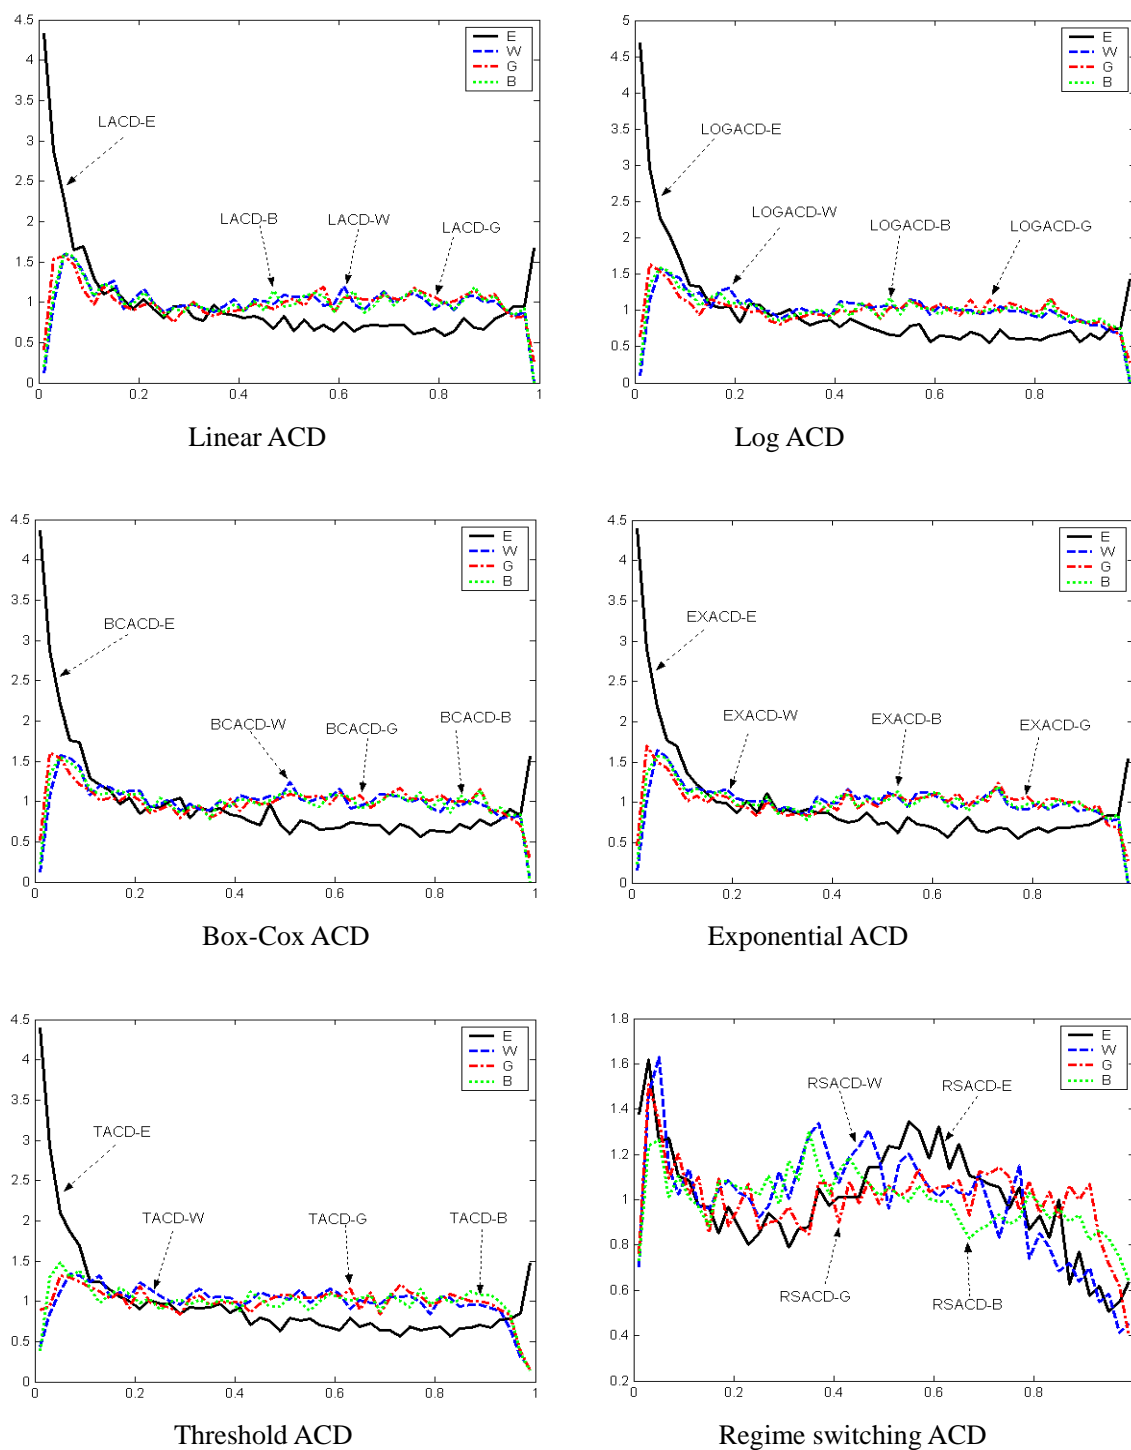 4.5
4
3.5
3
2.5
2
1.5
1
0.5
0
0 0.2 0.4 0.6 0.8 1
E
W
G
B
LACD-E
LACD-B
LACD-W
LACD-G
Linear ACD
5
4.5
4
3.5
3
2.5
2
1.5
1
0.5
0
0 0.2 0.4 0.6 0.8
E
W
G
B
LOGACD-E
LOGACD-W
LOGACD-B
LOGACD-G
Log ACD
4.5
4
3.5
3
2.5
2
1.5
1
0.5
0
0 0.2 0.4 0.6 0.8 1
E
W
G
B
BCACD-E
BCACD-W
BCACD-G
BCACD-B
Box-Cox ACD
4.5
4
3.5
3
2.5
2
1.5
1
0.5
0
0 0.2 0.4 0.6 0.8
E
W
G
B
EXACD-E
EXACD-W
EXACD-B
EXACD-G
Exponential ACD
4.5
4
3.5
3
2.5
2
1.5
1
0.5
0
0 0.2 0.4 0.6 0.8 1
E
W
G
B
TACD-E
TACD-W
TACD-G
TACD-B
Threshold ACD
1.8
1.6
1.4
1.2
1
0.8
0.6
0.4
0.2
0 0.2 0.4 0.6 0.8
E
W
G
B
RSACD-W
RSACD-E
RSACD-G
RSACD-B
Regime switching ACD